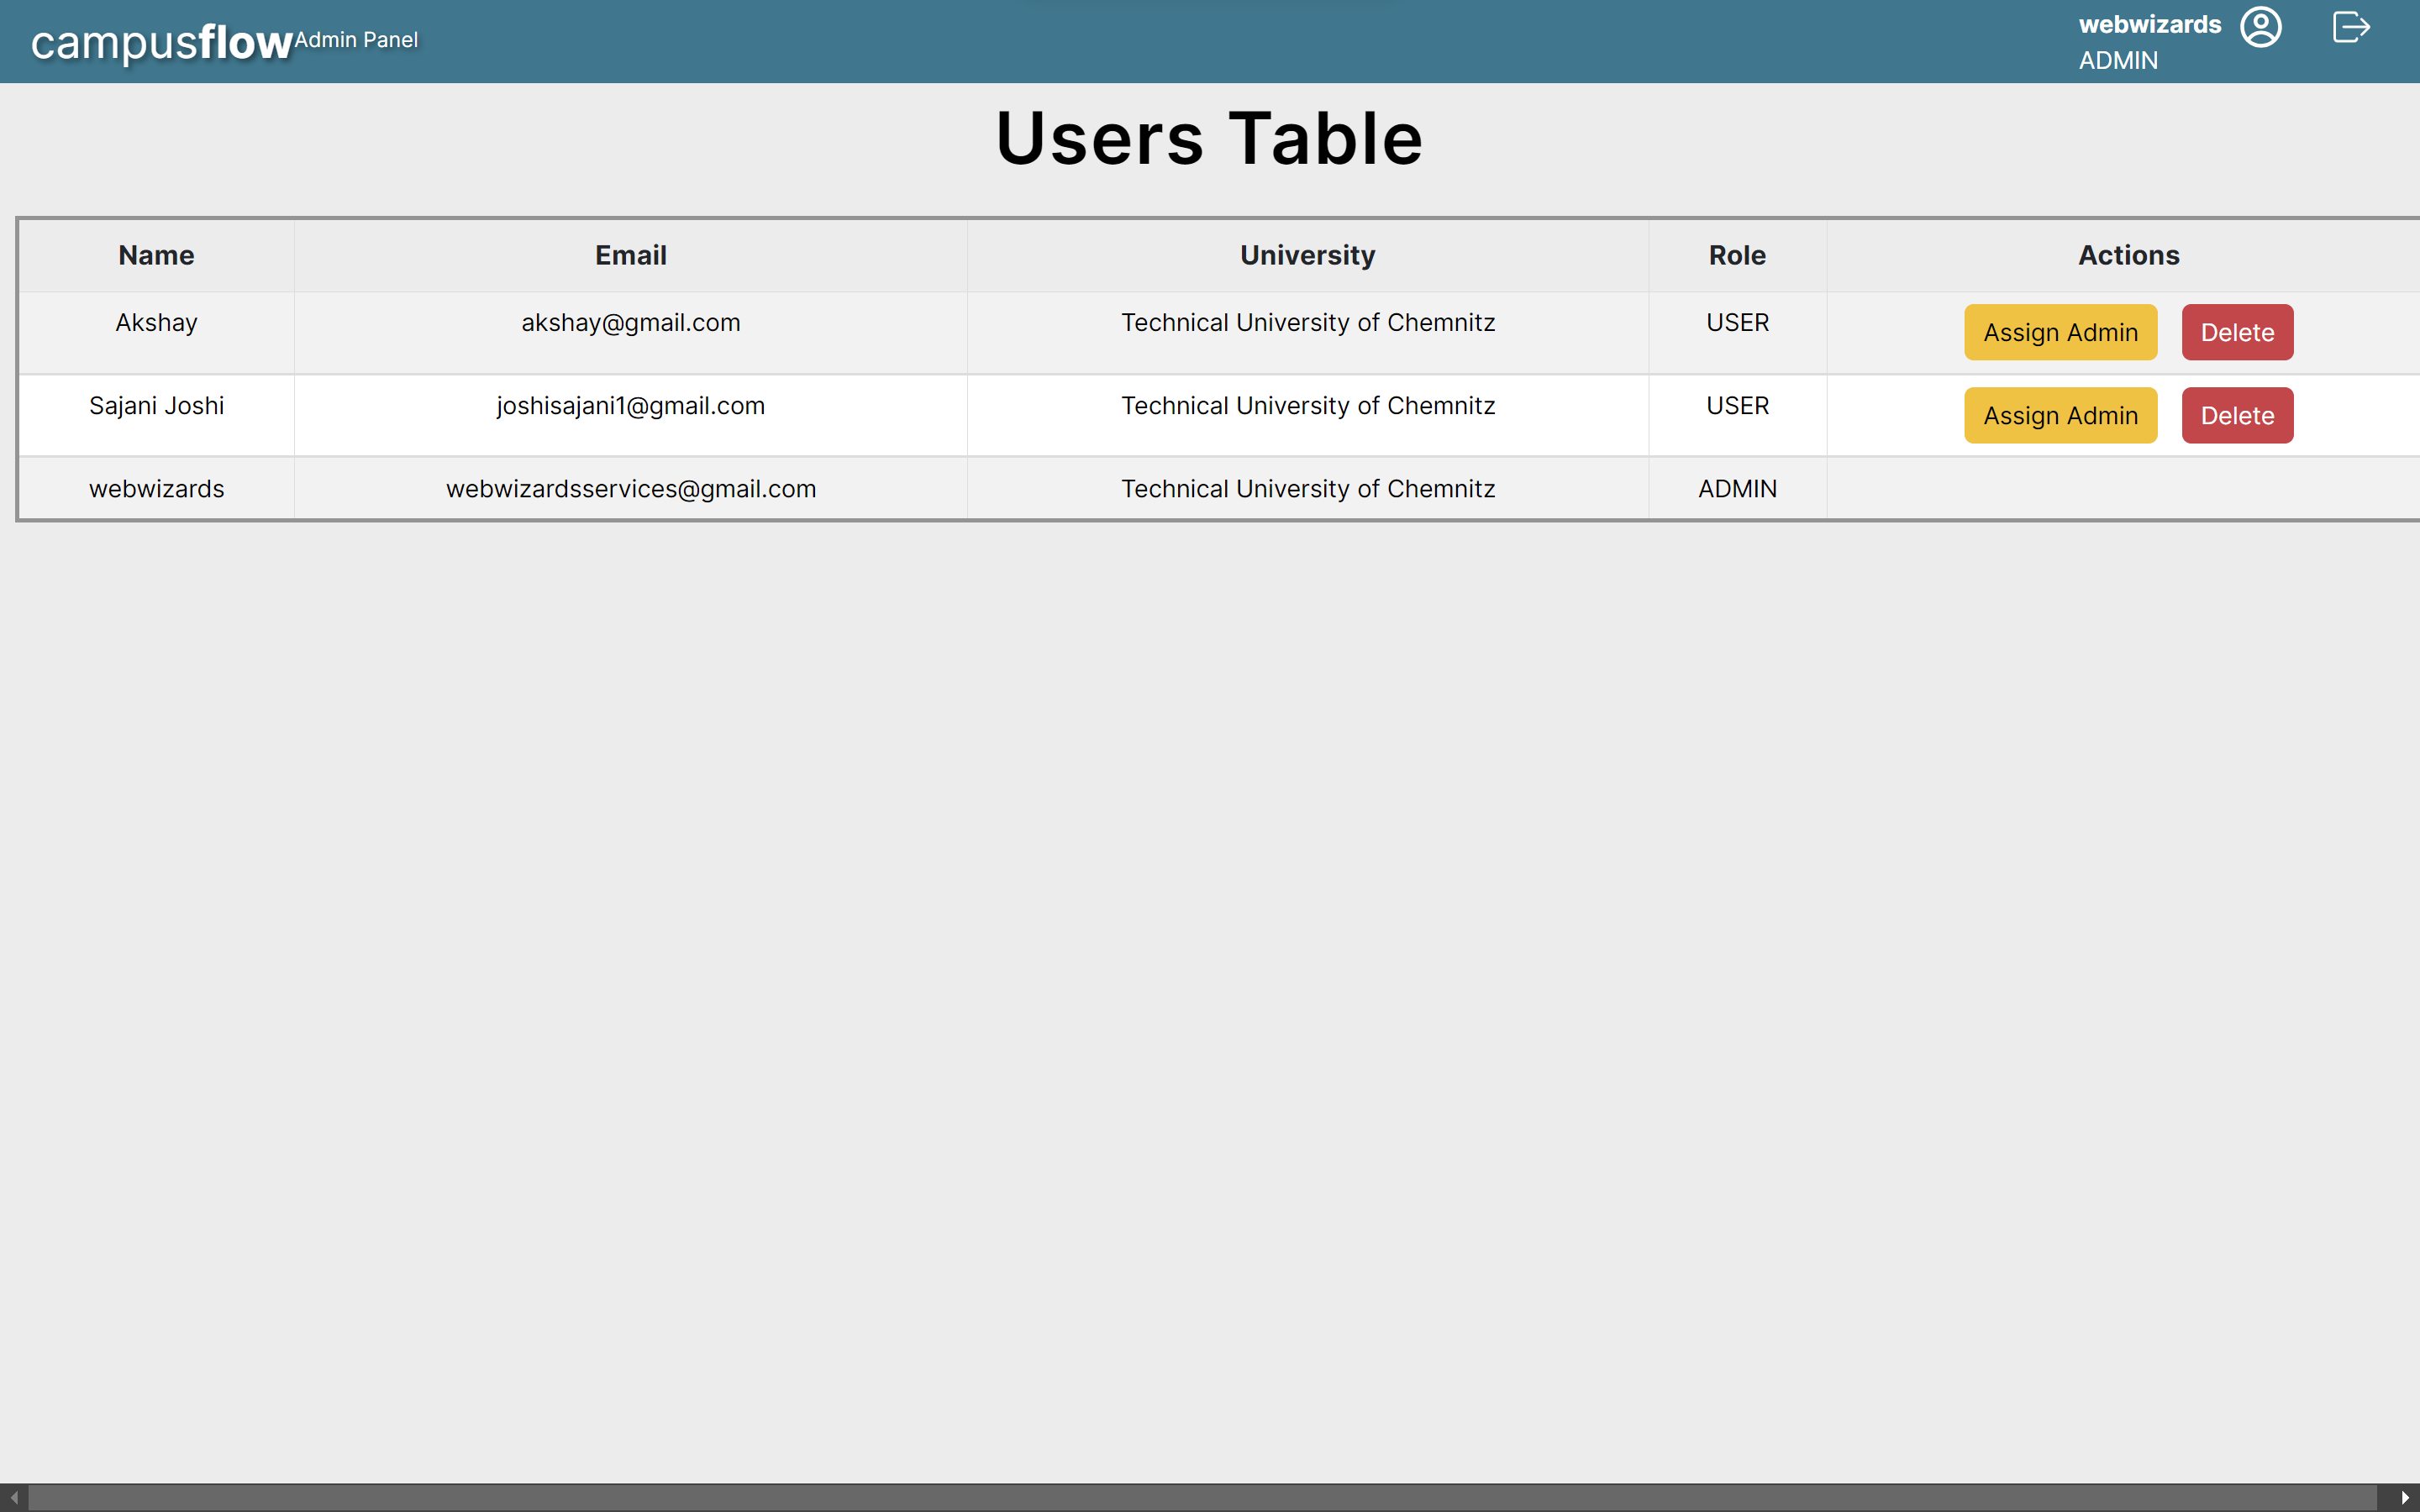 campusflow Admin Panel
webwizards
ADMIN
Users Table
Name Email University Role Actions
Akshay akshay@gmail.com Technical University of Chemnitz USER Assign Admin Delete
Sajani Joshi joshisajani1@gmail.com Technical University of Chemnitz USER Assign Admin Delete
webwizards webwizardsservices@gmail.com Technical University of Chemnitz ADMIN